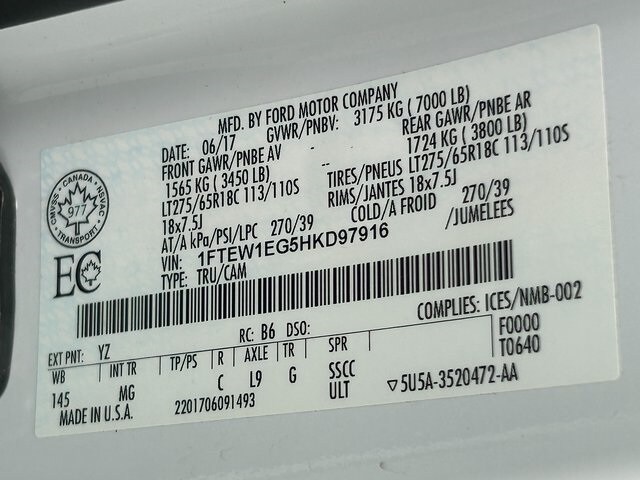 MFD. BY FORD MOTOR COMPANY
DATE: 06/17 GVWR/PNBV: 3175 KG ( 7000 LB)
FRONT GAWR/PNBE AV - REAR GAWR/PNBE AR
1565 KG ( 3450 LB) -- 1724 KG ( 3800 LB)
LT275/65R18C 113/110S TIRES/PNEUS LT275/65R18C 113/110S
18x7.5J RIMS/JANTES 18x7.5J
AT/A kPa/PSI/LPC 270/39 COLD/A FROID 270/39
VIN: 1FTEW1EG5HKD97916 /JUMELEES
TYPE: TRU/CAM
CMVSS • CANADA • NSVAC
977
• TRANSPORT •
EC
COMPLIES: ICES/NMB-002
EXT PNT: YZ RC: B6 DSO: F0000
WB INT TR TP/PS R AXLE TR SPR T0640
145 MG C L9 G SSCC
ULT
MADE IN U.S.A. 2201706091493 ▽5U5A-3520472-AA